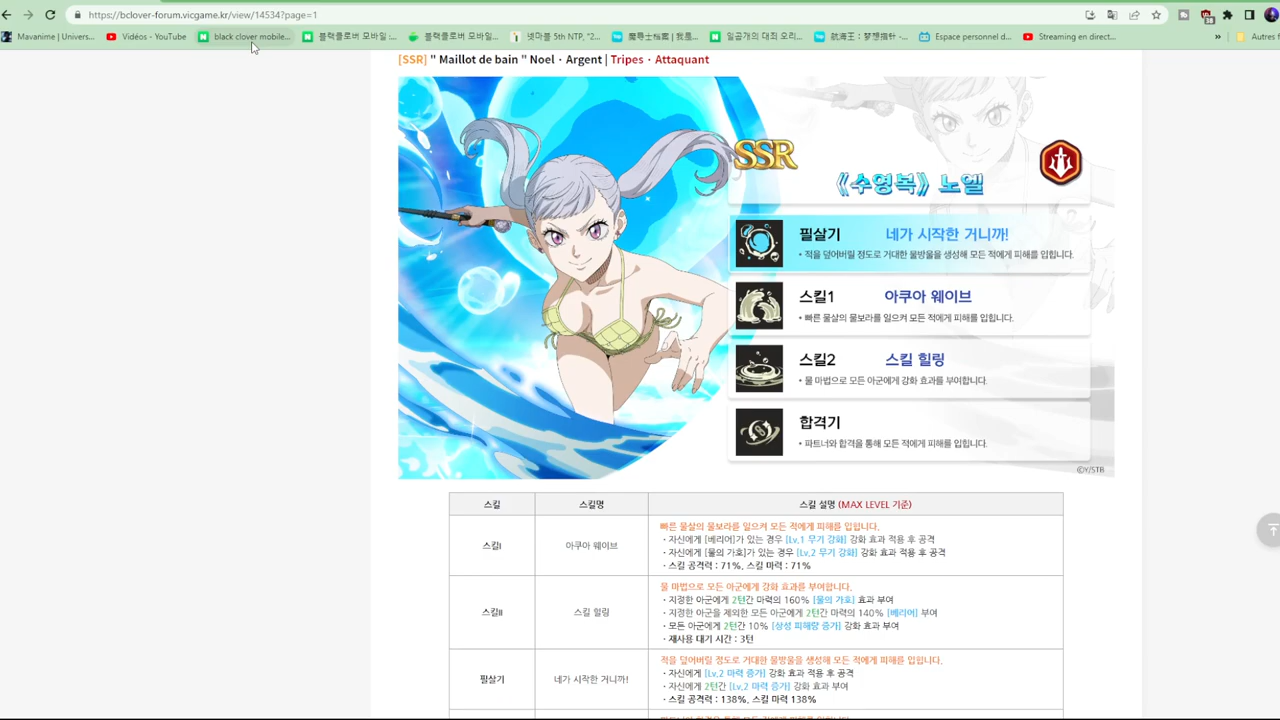 https://bclover-forum.vicgame.kr/view/14534?page=1
38
Mavanime | Univers...
Vidéos - YouTube
black clover mobile...
블랙클로버 모바일 :...
블랙클로버 모바일...
넷마블 5th NTP, "2...
일곱개의 대죄 오리...
Espace personnel d...
Streaming en direct...
»
Autres f
[SSR] " Maillot de bain " Noel · Argent | Tripes · Attaquant
SSR
《수영복》 노엘
필살기 네가 시작한 거니까!
• 적을 덮어버릴 정도로 거대한 물방울을 생성해 모든 적에게 피해를 입힙니다.
스킬1 아쿠아 웨이브
• 빠른 물살의 물보라를 일으켜 모든 적에게 피해를 입힙니다.
스킬2 스킬 힐링
• 물 마법으로 모든 아군에게 강화 효과를 부여합니다.
합격기
• 파트너와 합격을 통해 모든 적에게 피해를 입힙니다.
©Y/STB
스킬 스킬명 스킬 설명 (MAX LEVEL 기준)
스킬I 아쿠아 웨이브
빠른 물살의 물보라를 일으켜 모든 적에게 피해를 입힙니다.
· 자신에게 [베리어]가 있는 경우 [Lv.1 무기 강화] 강화 효과 적용 후 공격
· 자신에게 [물의 가호]가 있는 경우 [Lv.2 무기 강화] 강화 효과 적용 후 공격
· 스킬 공격력 : 71%, 스킬 마력 : 71%
스킬II 스킬 힐링
물 마법으로 모든 아군에게 강화 효과를 부여합니다.
· 지정한 아군에게 2턴간 마력의 160% [물의 가호] 효과 부여
· 지정한 아군을 제외한 모든 아군에게 2턴간 마력의 140% [베리어] 부여
· 모든 아군에게 2턴간 10% [상성 피해량 증가] 강화 효과 부여
· 재사용 대기 시간 : 3턴
필살기 네가 시작한 거니까!
적을 덮어버릴 정도로 거대한 물방울을 생성해 모든 적에게 피해를 입힙니다.
· 자신에게 [Lv.2 마력 증가] 강화 효과 적용 후 공격
· 자신에게 2턴간 [Lv.2 마력 증가] 강화 효과 부여
· 스킬 공격력 : 138%, 스킬 마력 138%